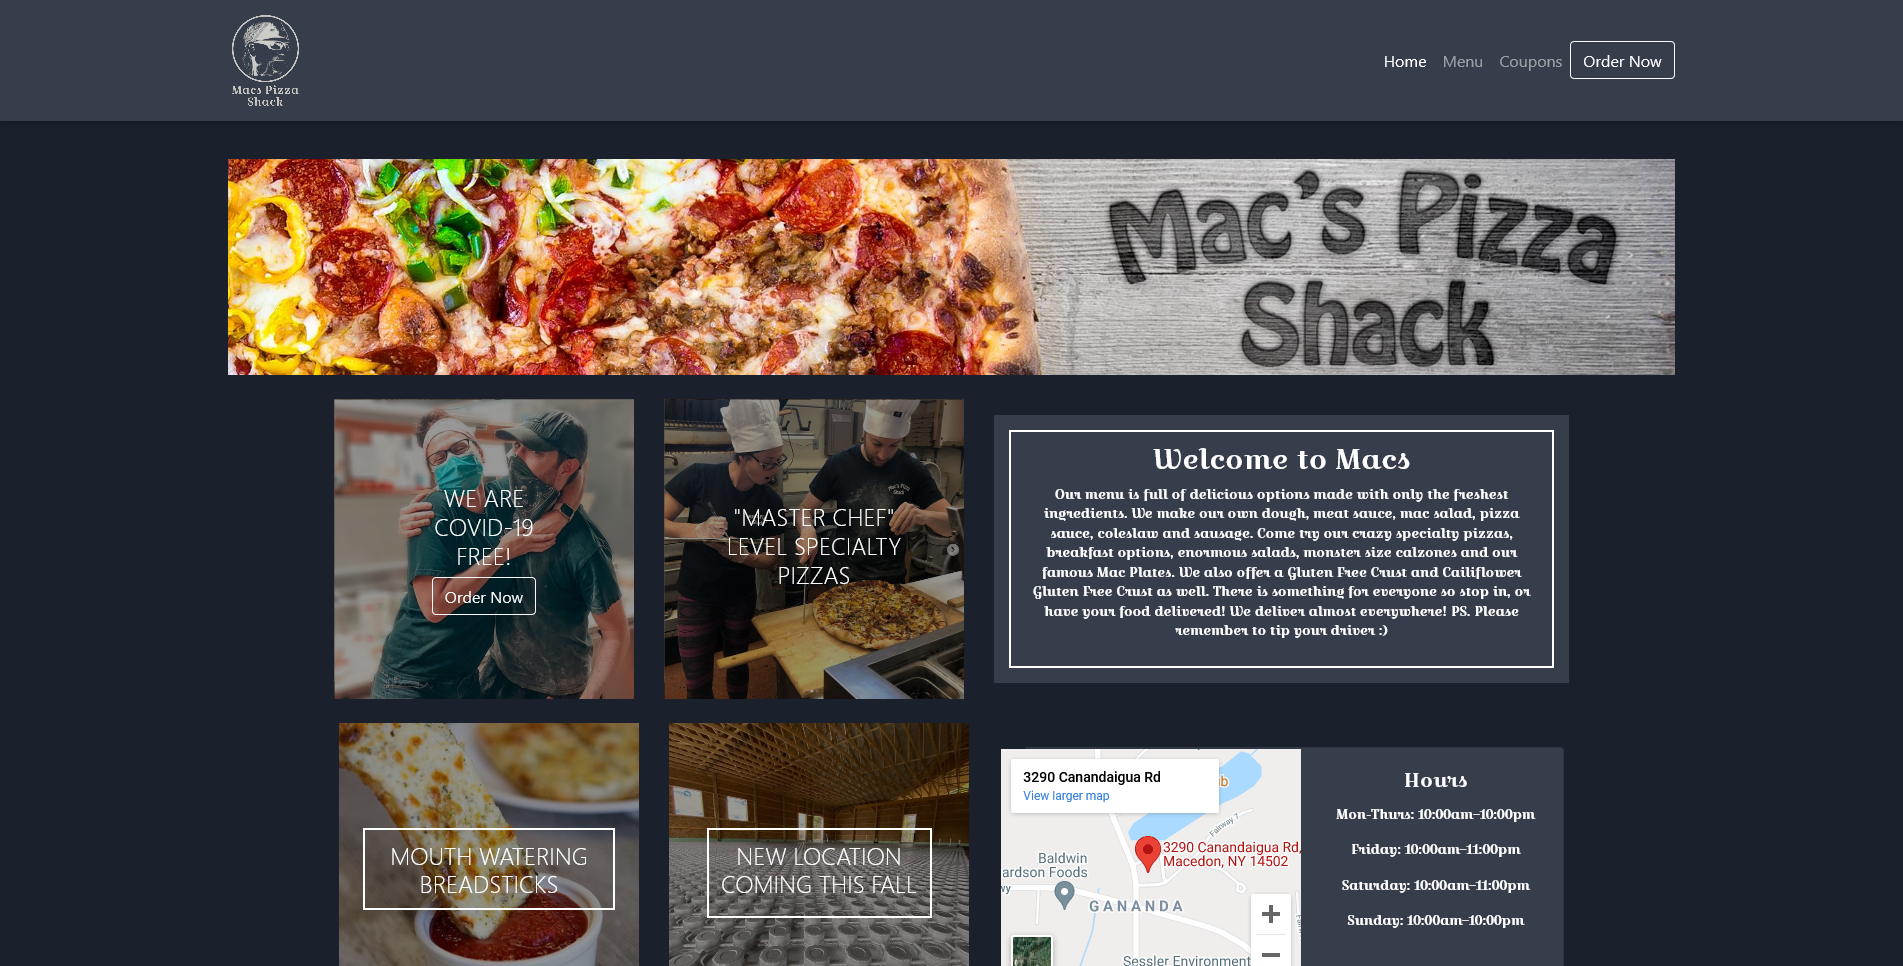 Macs Pizza
Shack
Home Menu Coupons Order Now
Mac's Pizza
Shack
WE ARE
COVID-19
FREE!
Order Now
"MASTER CHEF"
LEVEL SPECIALTY
PIZZAS
Mac's Pizza
Shack
Welcome to Macs
Our menu is full of delicious options made with only the freshest
ingredients. We make our own dough, meat sauce, mac salad, pizza
sauce, coleslaw and sausage. Come try our crazy specialty pizzas,
breakfast options, enormous salads, monster size calzones and our
famous Mac Plates. We also offer a Gluten Free Crust and Cailiflower
Gluten Free Crust as well. There is something for everyone so stop in, or
have your food delivered! We deliver almost everywhere! PS. Please
remember to tip your driver :)
MOUTH WATERING
BREADSTICKS
NEW LOCATION
COMING THIS FALL
3290 Canandaigua Rd
View larger map
ub
Fairway 7
3290 Canandaigua Rd,
Macedon, NY 14502
Baldwin
ardson Foods
wy
GANANDA
Sessler Environment
Hours
Mon-Thurs: 10:00am–10:00pm
Friday: 10:00am–11:00pm
Saturday: 10:00am–11:00pm
Sunday: 10:00am–10:00pm